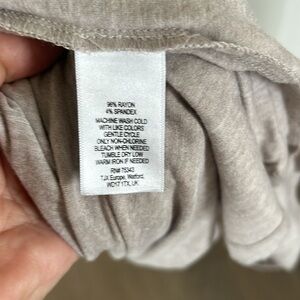 96% RAYON
4% SPANDEX
MACHINE WASH COLD
WITH LIKE COLORS
GENTLE CYCLE
ONLY NON-CHLORINE
BLEACH WHEN NEEDED
TUMBLE DRY LOW
WARM IRON IF NEEDED
RN# 75343
TJX Europe, Watford,
WD17 1TX, UK